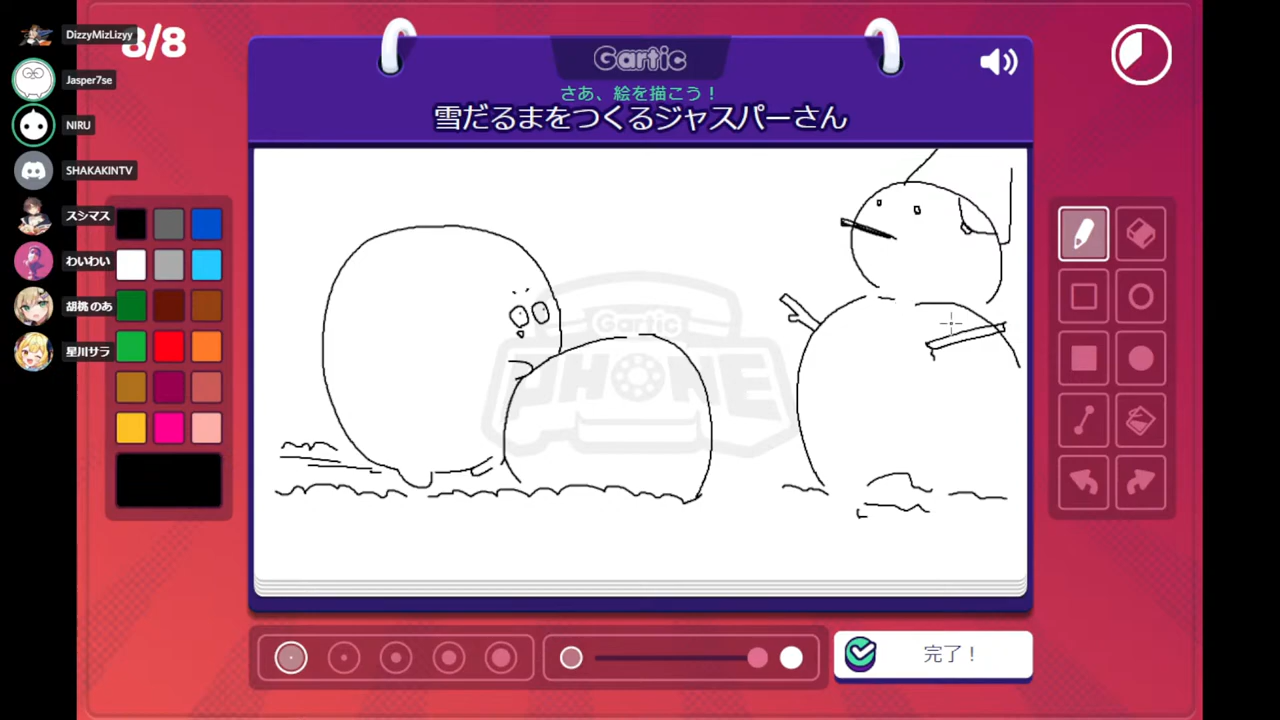 DizzyMizLizyy
8/8
Jasper7se
NIRU
SHAKAKINTV
スシマス
わいわい
胡桃のあ
星川サラ
Gartic
さあ、絵を描こう！
雪だるまをつくるジャスパーさん
Gartic
PHONE
完了！